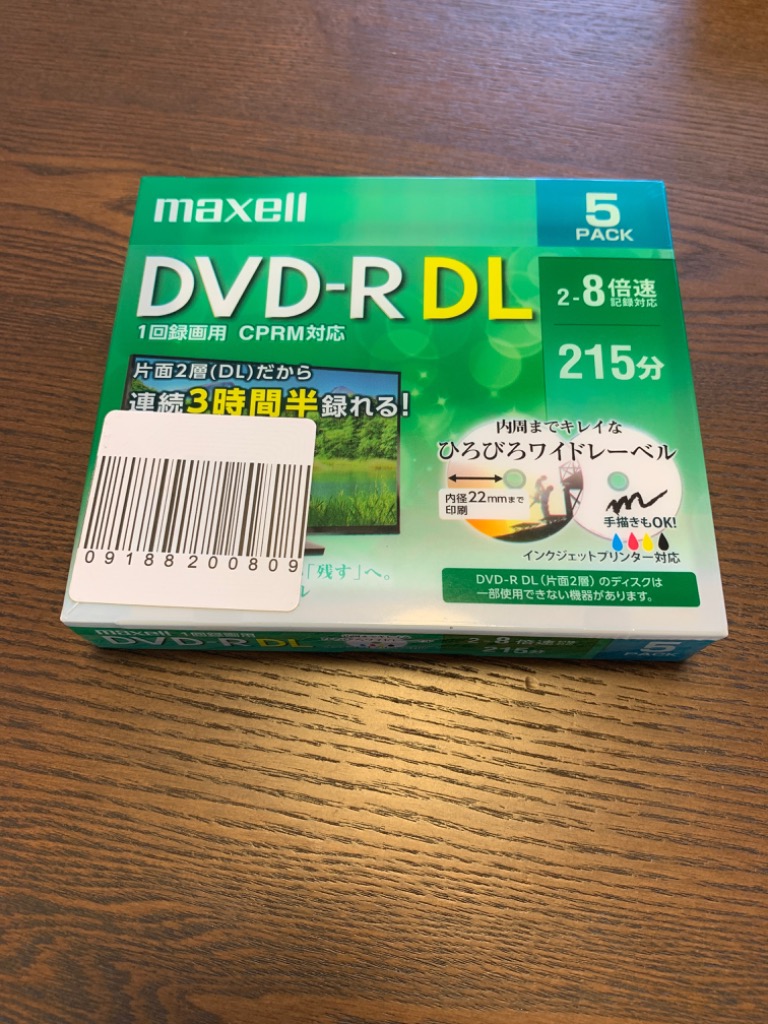 maxell
5
PACK
DVD-R DL
2-8倍速
記録対応
1回録画用 CPRM対応
215分
片面2層(DL)だから
連続3時間半録れる!
内周までキレイな
ひろびろワイドレーベル
内径22mmまで
印刷
手描きもOK!
インクジェットプリンター対応
09188200809
「残す」へ。
DVD-R DL(片面2層)のディスクは
一部使用できない機器があります。
maxell 1回録画用
DVD-R DL
2-8倍速
215分
5
PACK